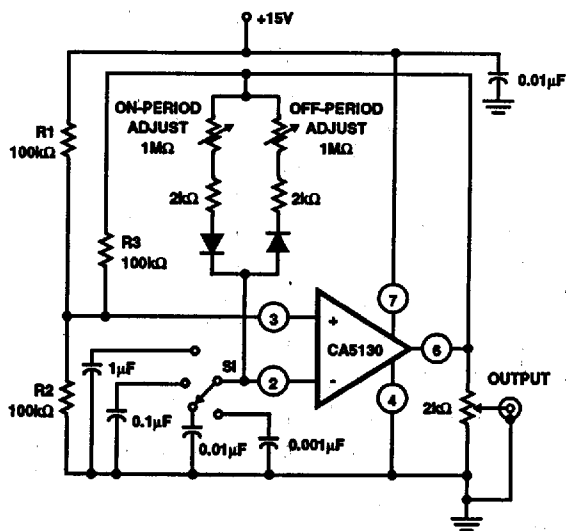 +15V
0.01µF
ON-PERIOD
ADJUST
1MΩ
OFF-PERIOD
ADJUST
1MΩ
R1
100kΩ
2kΩ
2kΩ
R3
100kΩ
7
3
+
CA5130
6
SI
2
-
4
1µF
R2
100kΩ
0.1µF
0.01µF
0.001µF
2kΩ
OUTPUT